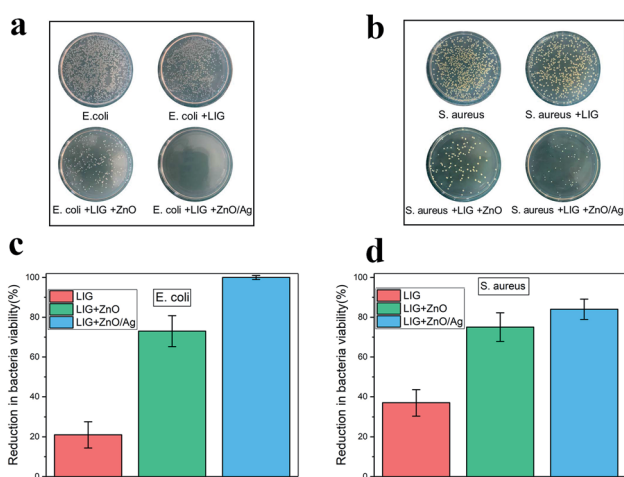 a
E.coli
E. coli +LIG
E. coli +LIG +ZnO
E. coli +LIG +ZnO/Ag
b
S. aureus
S. aureus +LIG
S. aureus +LIG +ZnO
S. aureus +LIG +ZnO/Ag
c
Reduction in bacteria viability(%)
100
80
60
40
20
0
LIG
LIG+ZnO
LIG+ZnO/Ag
E. coli
d
Reduction in bacteria viability(%)
100
80
60
40
20
0
LIG
LIG+ZnO
LIG+ZnO/Ag
S. aureus